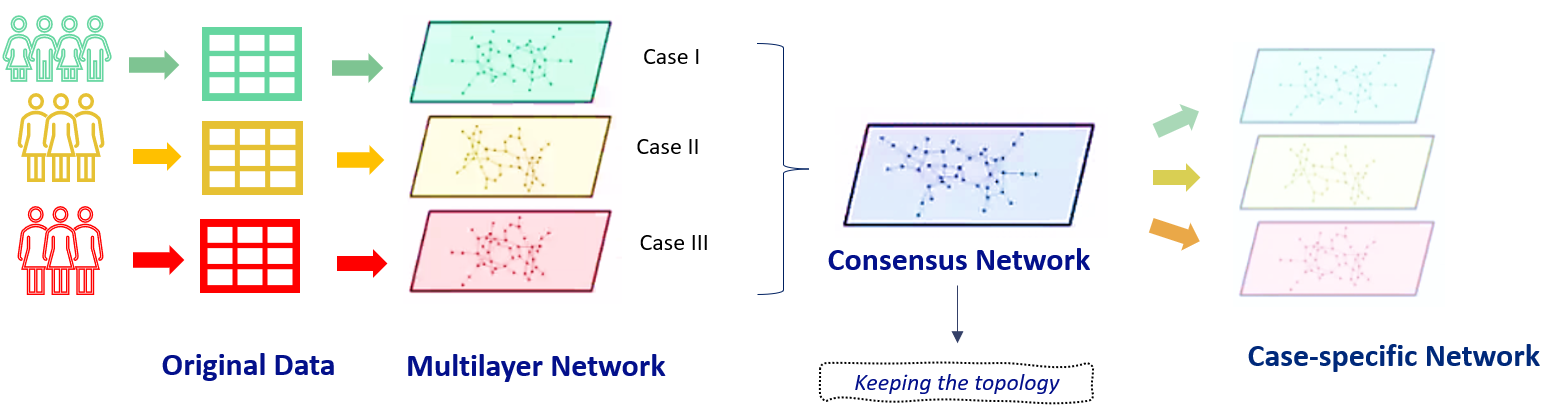 Case I
Case II
Case III
Consensus Network
Original Data
Multilayer Network
Keeping the topology
Case-specific Network